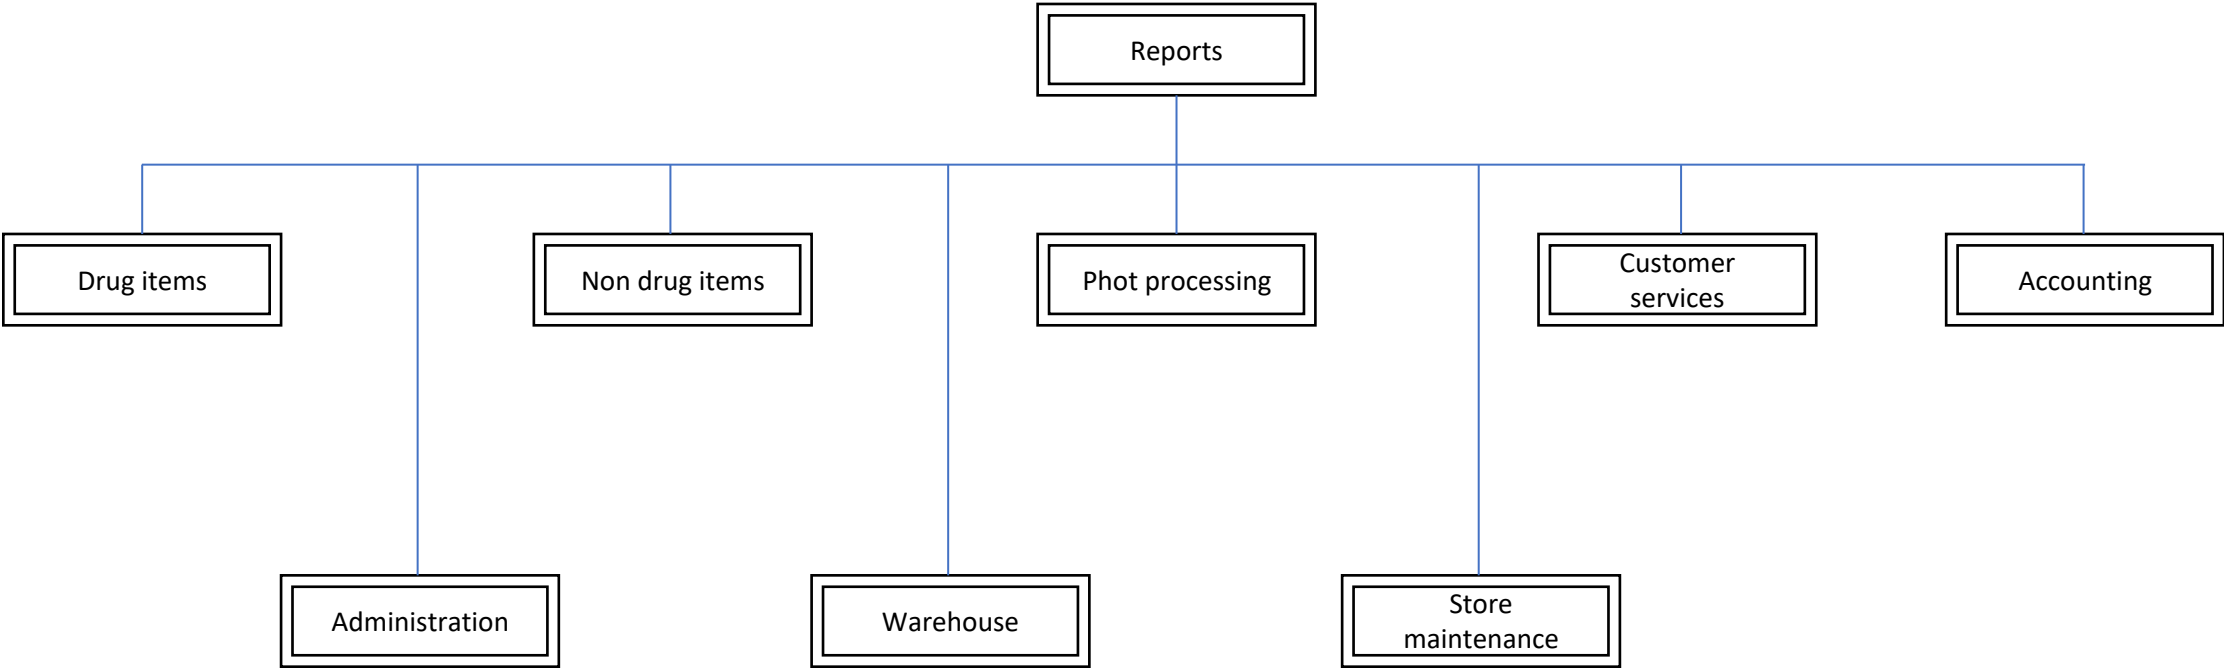 Reports
Drug items
Non drug items
Phot processing
Customer
services
Accounting
Administration
Warehouse
Store
maintenance